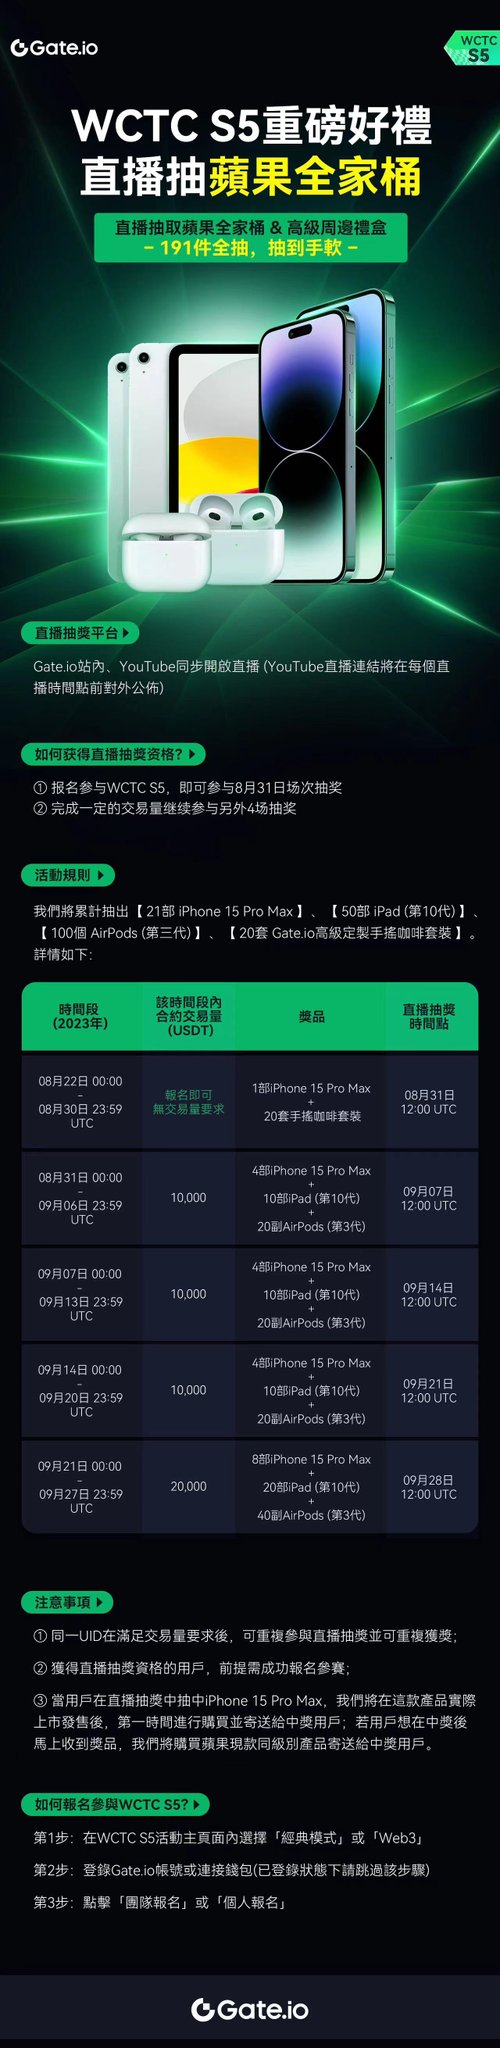 Gate.io
WCTC
S5
WCTC S5重磅好禮
直播抽蘋果全家桶
直播抽取蘋果全家桶 & 高級周邊禮盒
– 191件全抽，抽到手軟 –
直播抽獎平台
Gate.io站內、YouTube同步開啟直播 (YouTube直播連結將在每個直
播時間點前對外公佈)
如何获得直播抽獎资格？
① 报名参与WCTC S5，即可参与8月31日场次抽奖
② 完成一定的交易量继续参与另外4场抽奖
活動規則
我們將累計抽出【 21部 iPhone 15 Pro Max 】、【 50部 iPad (第10代) 】、
【 100個 AirPods (第三代) 】、【 20套 Gate.io高級定製手搖咖啡套裝 】。
詳情如下：
時間段
(2023年)
該時間段內
合約交易量
(USDT)
獎品
直播抽獎
時間點
08月22日 00:00
–
08月30日 23:59
UTC
報名即可
無交易量要求
1部iPhone 15 Pro Max
+
20套手搖咖啡套裝
08月31日
12:00 UTC
08月31日 00:00
–
09月06日 23:59
UTC
10,000
4部iPhone 15 Pro Max
+
10部iPad (第10代)
+
20副AirPods (第3代)
09月07日
12:00 UTC
09月07日 00:00
–
09月13日 23:59
UTC
10,000
4部iPhone 15 Pro Max
+
10部iPad (第10代)
+
20副AirPods (第3代)
09月14日
12:00 UTC
09月14日 00:00
–
09月20日 23:59
UTC
10,000
4部iPhone 15 Pro Max
+
10部iPad (第10代)
+
20副AirPods (第3代)
09月21日
12:00 UTC
09月21日 00:00
–
09月27日 23:59
UTC
20,000
8部iPhone 15 Pro Max
+
20部iPad (第10代)
+
40副AirPods (第3代)
09月28日
12:00 UTC
注意事項
① 同一UID在滿足交易量要求後，可重複參與直播抽獎並可重複獲獎；
② 獲得直播抽獎資格的用戶，前提需成功報名參賽；
③ 當用戶在直播抽獎中抽中iPhone 15 Pro Max，我們將在這款產品實際
上市發售後，第一時間進行購買並寄送給中獎用戶；若用戶想在中獎後
馬上收到獎品，我們將購買蘋果現款同級別產品寄送給中獎用戶。
如何報名參與WCTC S5?
第1步：在WCTC S5活動主頁面內選擇「經典模式」或「Web3」
第2步：登錄Gate.io帳號或連接錢包(已登錄狀態下請跳過該步驟)
第3步：點擊「團隊報名」或「個人報名」
Gate.io